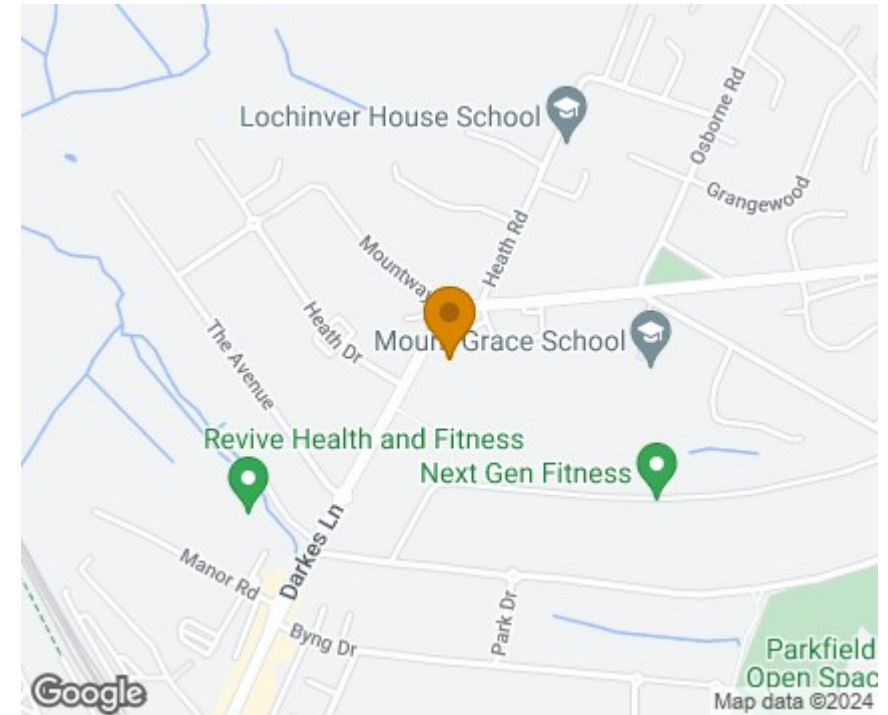 Lochinver House School
Osborne Rd
Grangewood
Heath Rd
Mountway
Heath Dr
Mount Grace School
The Avenue
Revive Health and Fitness
Next Gen Fitness
Darkes Ln
Manor Rd
Byng Dr
Park Dr
Parkfield
Open Spac
Google
Map data ©2024